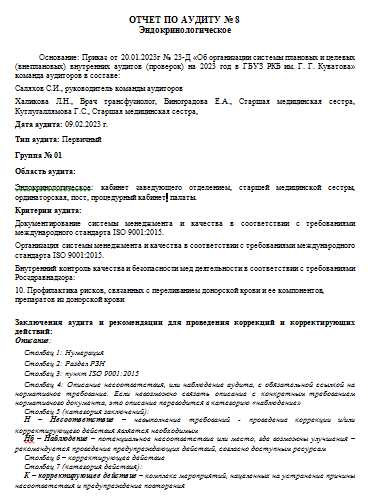 ОТЧЕТ ПО АУДИТУ № 8
Эндокринологическое
Основание: Приказ от 20.01.2023г № 23-Д «Об организации системы плановых и целевых
(внеплановых) внутренних аудитов (проверок) на 2023 год в ГБУЗ РКБ им. Г. Г. Куватова»
команда аудиторов в составе:
Саляхов С.И., руководитель команды аудиторов
Халикова Л.Н., Врач трансфузиолог, Виноградова Е.А., Старшая медицинская сестра,
Кутлугаллямова Г.С., Старшая медицинская сестра,
Дата аудита: 09.02.2023 г.
Тип аудита: Первичный
Группа № 01
Область аудита:
Эндокринологическое: кабинет заведующего отделением, старшей медицинской сестры,
ординаторская, пост, процедурный кабинет, палаты.
Критерии аудита:
Документирование системы менеджмента и качества в соответствии с требованиями
международного стандарта ISO 9001:2015.
Организация системы менеджмента и качества в соответствии с требованиями международного
стандарта ISO 9001:2015.
Внутренний контроль качества и безопасности мед деятельности в соответствии с требованиями
Росздравнадзора:
10. Профилактика рисков, связанных с переливанием донорской крови и ее компонентов,
препаратов из донорской крови
Заключения аудита и рекомендации для проведения коррекций и корректирующих
действий:
Описание:
Столбец 1: Нумерация
Столбец 2: Раздел РЗН
Столбец 3: пункт ISO 9001:2015
Столбец 4: Описание несоответствия, или наблюдение аудита, с обязательной ссылкой на
нормативное требование. Если невозможно связать описание с конкретным требованием
нормативного документа, это описание переводится в категорию «наблюдение»
Столбец 5 (категория заключений):
Н – Несоответствие – невыполнение требований - проведение коррекции и/или
корректирующего действия является необходимым
Нб – Наблюдение – потенциальное несоответствие или место, где возможны улучшения –
рекомендуется проведение предупреждающих действий, согласно доступным ресурсам
Столбец 6 – корректирующее действие
Столбец 7 (категория действия):
К – корректирующее действие – комплекс мероприятий, нацеленных на устранение причины
несоответствия и предупреждение повторения